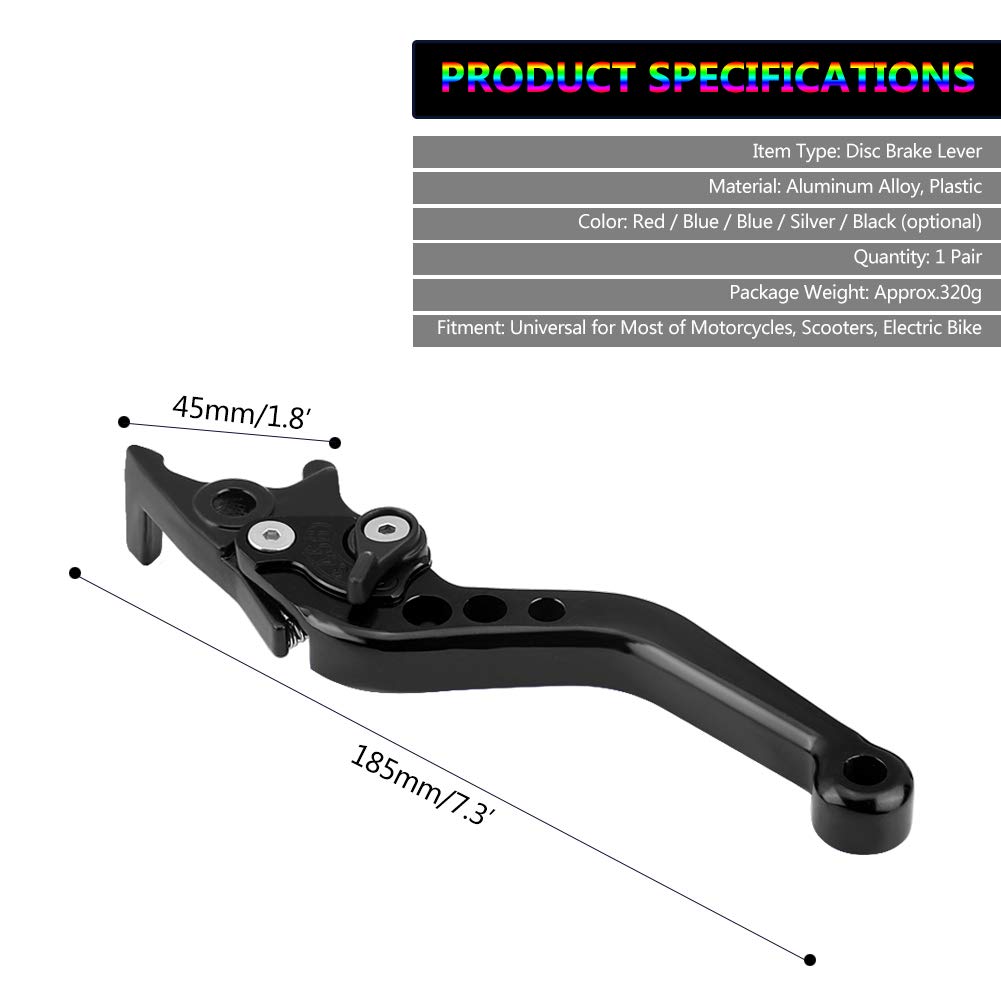 PRODUCT SPECIFICATIONS
Item Type: Disc Brake Lever
Material: Aluminum Alloy, Plastic
Color: Red / Blue / Blue / Silver / Black (optional)
Quantity: 1 Pair
Package Weight: Approx.320g
Fitment: Universal for Most of Motorcycles, Scooters, Electric Bike
45mm/1.8′
185mm/7.3′